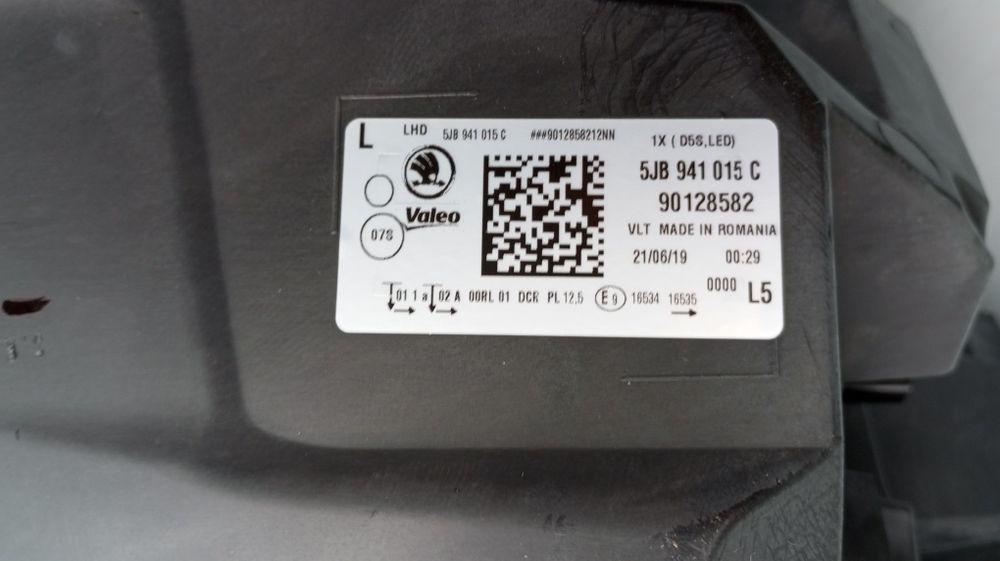 L LHD 5JB 941 015 C ###9012858212NN 1X ( D5S,LED)
5JB 941 015 C
90128582
Valeo
07S
VLT MADE IN ROMANIA
21/06/19 00:29
0000 L5
01 1 a 02 A 00RL 01 DCR PL 12,5 E9 16534 16535